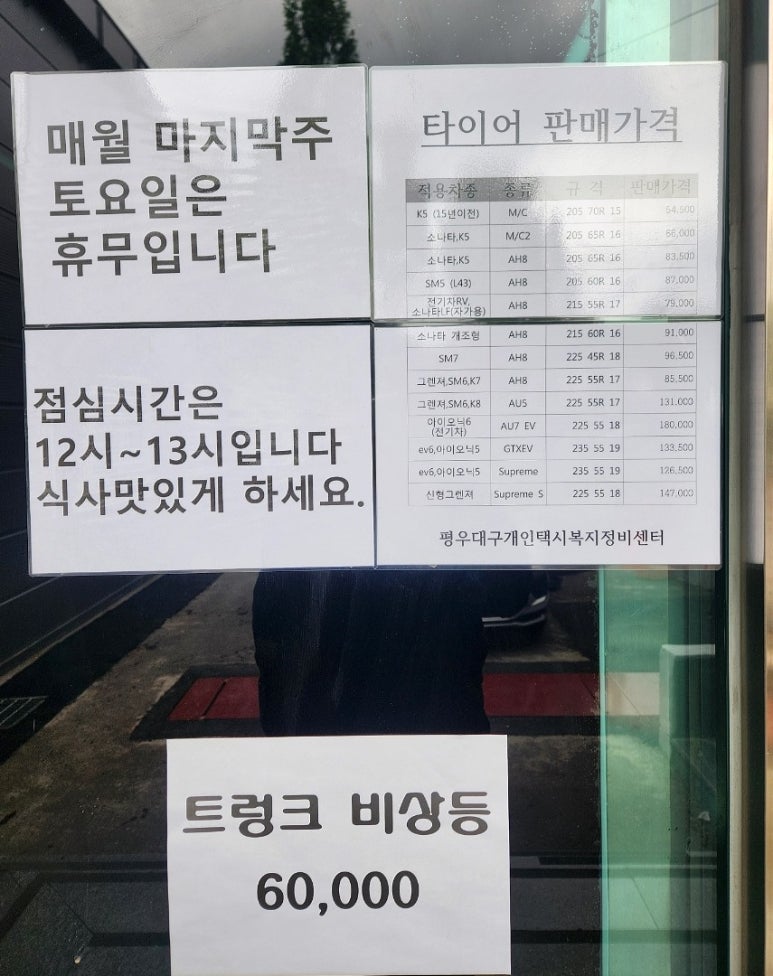 매월 마지막주
토요일은
휴무입니다
점심시간은
12시~13시입니다
식사맛있게 하세요.
타이어 판매가격
적용차종 종류 규격 판매가격
K5 (15년이전) M/C 205 70R 15 54,500
소나타,K5 M/C2 205 65R 16 66,000
소나타,K5 AH8 205 65R 16 83,500
SM5 (L43) AH8 205 60R 16 87,000
전기차RV,
소나타LF(자가용) AH8 215 55R 17 79,000
소나타 개조형 AH8 215 60R 16 91,000
SM7 AH8 225 45R 18 96,500
그렌져,SM6,K7 AH8 225 55R 17 85,500
그렌져,SM6,K8 AU5 225 55R 17 131,000
아이오닉6
(전기차) AU7 EV 225 55 18 180,000
ev6,아이오닉5 GTXEV 235 55 19 133,500
ev6,아이오닉5 Supreme 235 55 19 126,500
신형그렌져 Supreme S 225 55 18 147,000
평우대구개인택시복지정비센터
트렁크 비상등
60,000